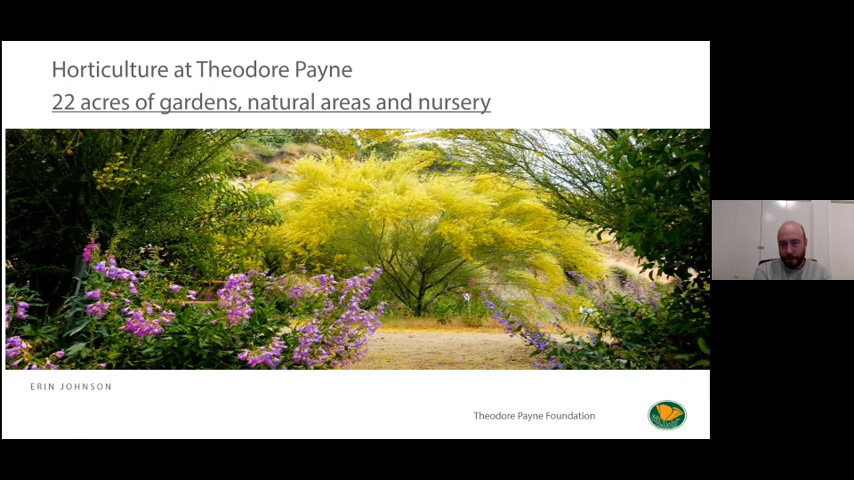 Horticulture at Theodore Payne
22 acres of gardens, natural areas and nursery
ERIN JOHNSON
Theodore Payne Foundation